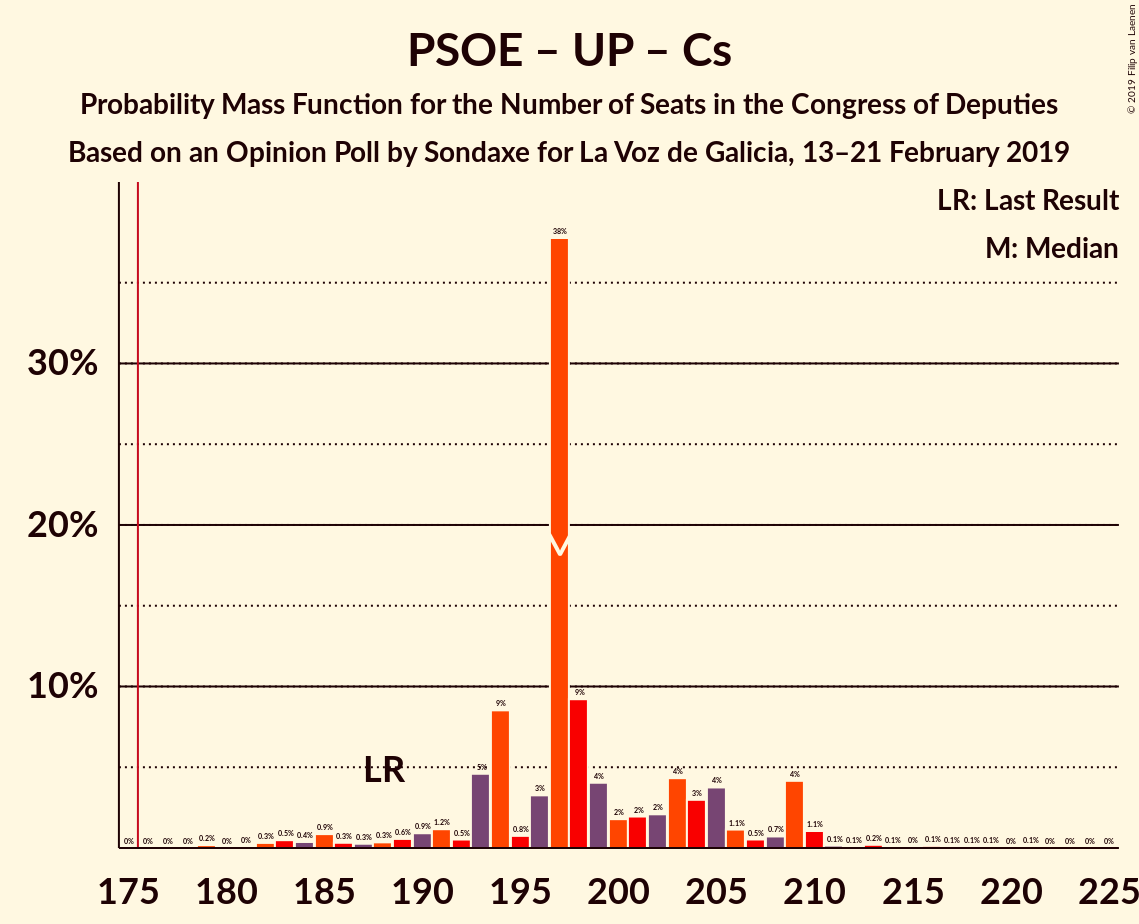 PSOE – UP – Cs
Probability Mass Function for the Number of Seats in the Congress of Deputies
Based on an Opinion Poll by Sondaxe for La Voz de Galicia, 13–21 February 2019
© 2019 Filip van Laenen
LR: Last Result
M: Median
30%
20%
10%
LR
0% 0% 0% 0% 0.2% 0% 0% 0.3% 0.5% 0.4% 0.9% 0.3% 0.3% 0.3% 0.6% 0.9% 1.2% 0.5% 5% 9% 0.8% 3% 38% 9% 4% 2% 2% 2% 4% 3% 4% 1.1% 0.5% 0.7% 4% 1.1% 0.1% 0.1% 0.2% 0.1% 0% 0.1% 0.1% 0.1% 0.1% 0% 0.1% 0% 0% 0% 0%
175 180 185 190 195 200 205 210 215 220 225